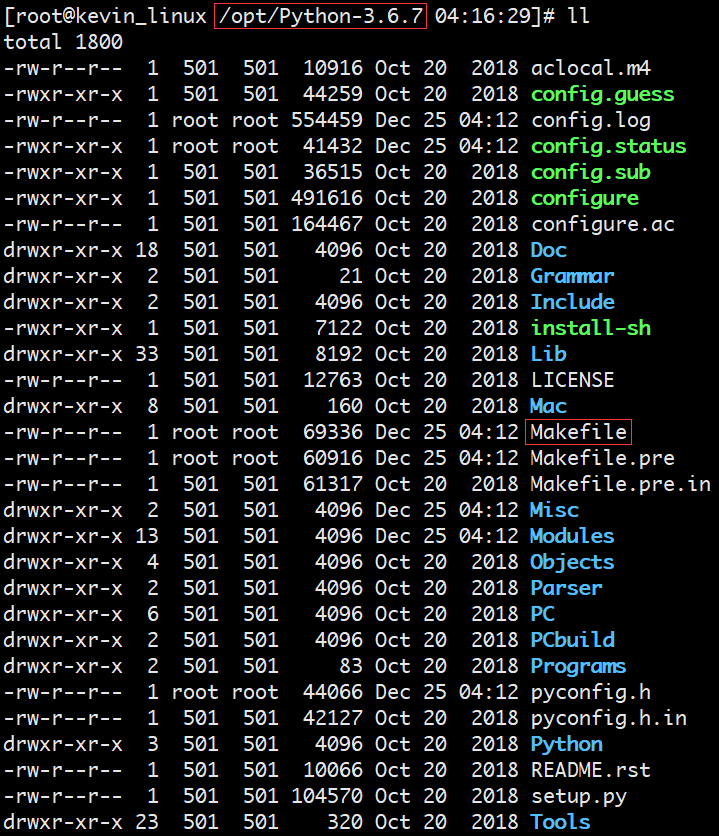 [root@kevin_linux /opt/Python-3.6.7 04:16:29]# ll
total 1800
-rw-r--r-- 1 501 501 10916 Oct 20 2018 aclocal.m4
-rwxr-xr-x 1 501 501 44259 Oct 20 2018 config.guess
-rw-r--r-- 1 root root 554459 Dec 25 04:12 config.log
-rwxr-xr-x 1 root root 41432 Dec 25 04:12 config.status
-rwxr-xr-x 1 501 501 36515 Oct 20 2018 config.sub
-rwxr-xr-x 1 501 501 491616 Oct 20 2018 configure
-rw-r--r-- 1 501 501 164467 Oct 20 2018 configure.ac
drwxr-xr-x 18 501 501 4096 Oct 20 2018 Doc
drwxr-xr-x 2 501 501 21 Oct 20 2018 Grammar
drwxr-xr-x 2 501 501 4096 Oct 20 2018 Include
-rwxr-xr-x 1 501 501 7122 Oct 20 2018 install-sh
drwxr-xr-x 33 501 501 8192 Oct 20 2018 Lib
-rw-r--r-- 1 501 501 12763 Oct 20 2018 LICENSE
drwxr-xr-x 8 501 501 160 Oct 20 2018 Mac
-rw-r--r-- 1 root root 69336 Dec 25 04:12 Makefile
-rw-r--r-- 1 root root 60916 Dec 25 04:12 Makefile.pre
-rw-r--r-- 1 501 501 61317 Oct 20 2018 Makefile.pre.in
drwxr-xr-x 2 501 501 4096 Dec 25 04:12 Misc
drwxr-xr-x 13 501 501 4096 Dec 25 04:12 Modules
drwxr-xr-x 4 501 501 4096 Oct 20 2018 Objects
drwxr-xr-x 2 501 501 4096 Oct 20 2018 Parser
drwxr-xr-x 6 501 501 4096 Oct 20 2018 PC
drwxr-xr-x 2 501 501 4096 Oct 20 2018 PCbuild
drwxr-xr-x 2 501 501 83 Oct 20 2018 Programs
-rw-r--r-- 1 root root 44066 Dec 25 04:12 pyconfig.h
-rw-r--r-- 1 501 501 42127 Oct 20 2018 pyconfig.h.in
drwxr-xr-x 3 501 501 4096 Oct 20 2018 Python
-rw-r--r-- 1 501 501 10066 Oct 20 2018 README.rst
-rw-r--r-- 1 501 501 104570 Oct 20 2018 setup.py
drwxr-xr-x 23 501 501 320 Oct 20 2018 Tools